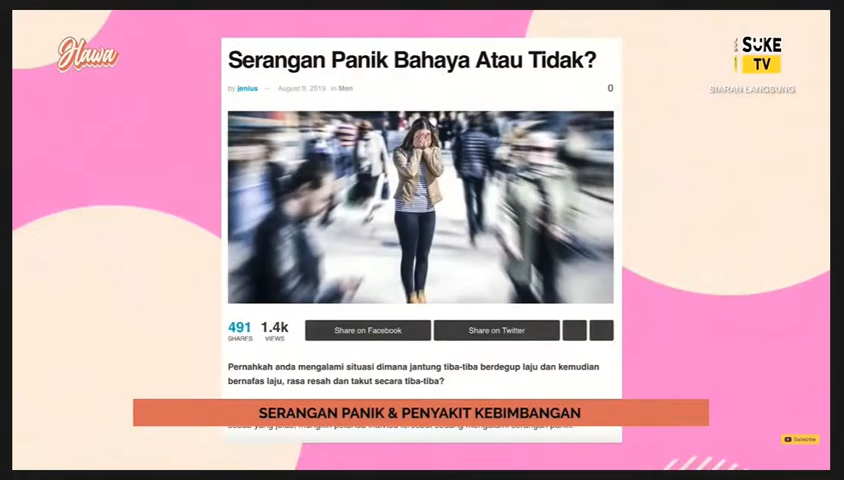 Hawa
SUKE
TV
SIARAN LANGSUNG
Serangan Panik Bahaya Atau Tidak?
by jenius — August 9, 2019 in Men
0
491
SHARES
1.4k
VIEWS
Share on Facebook
Share on Twitter
Pernahkah anda mengalami situasi dimana jantung tiba-tiba berdegup laju dan kemudian
bernafas laju, rasa resah dan takut secara tiba-tiba?
SERANGAN PANIK & PENYAKIT KEBIMBANGAN
Subscribe